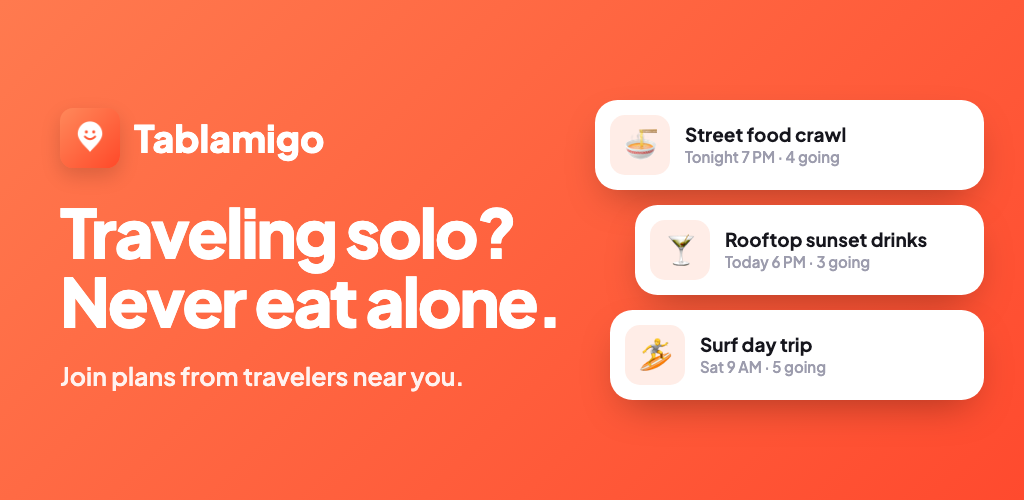 Tablamigo
Traveling solo?
Never eat alone.
Join plans from travelers near you.
Street food crawl
Tonight 7 PM · 4 going
Rooftop sunset drinks
Today 6 PM · 3 going
Surf day trip
Sat 9 AM · 5 going